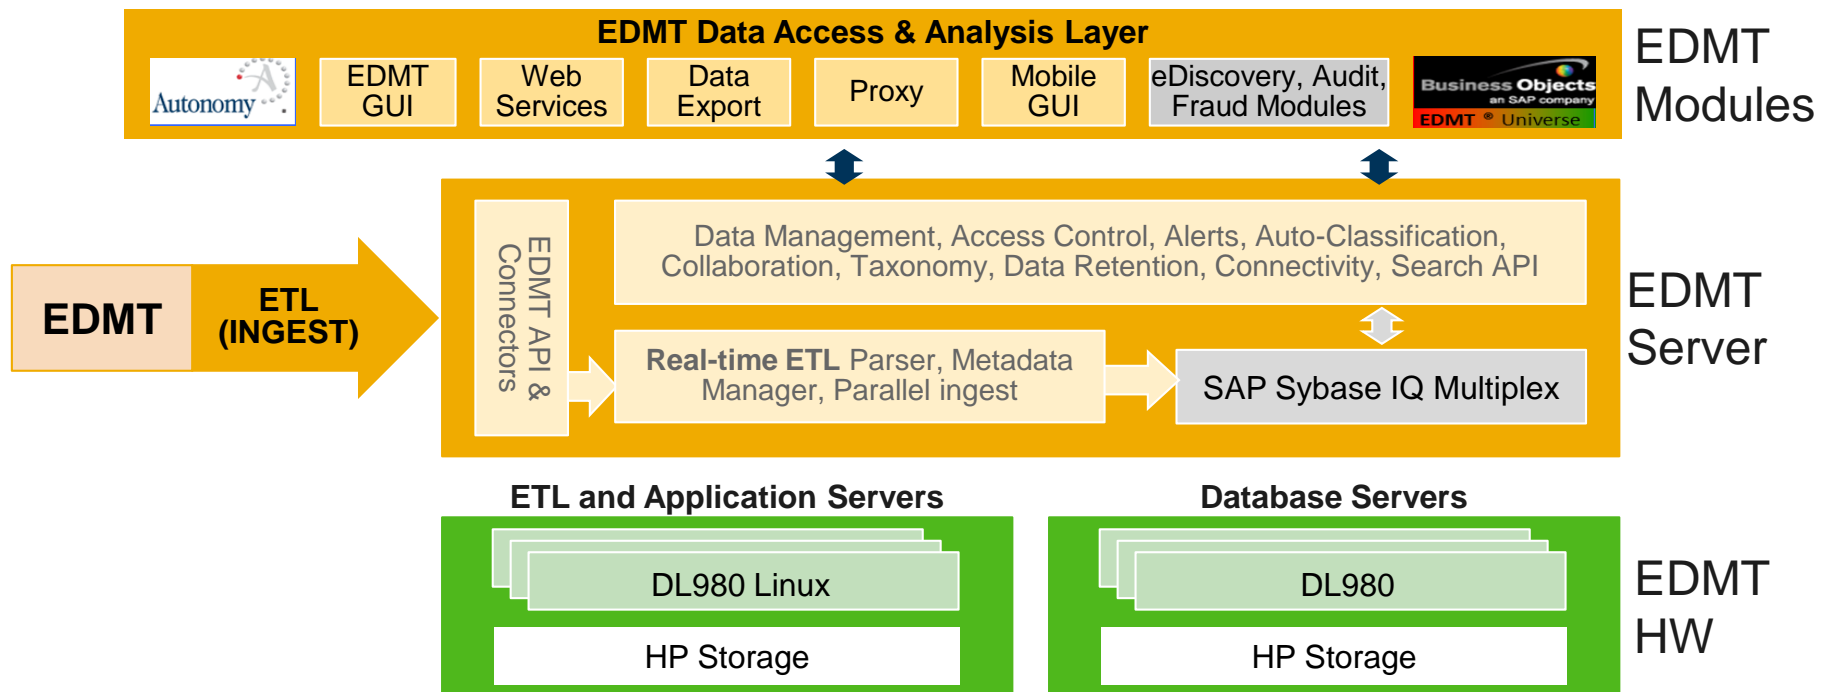 EDMT Data Access & Analysis Layer
Autonomy
EDMT
GUI
Web
Services
Data
Export
Proxy
Mobile
GUI
eDiscovery, Audit,
Fraud Modules
Business Objects
an SAP company
EDMT ® Universe
EDMT
Modules
EDMT
ETL
(INGEST)
EDMT API &
Connectors
Data Management, Access Control, Alerts, Auto-Classification,
Collaboration, Taxonomy, Data Retention, Connectivity, Search API
Real-time ETL Parser, Metadata
Manager, Parallel ingest
SAP Sybase IQ Multiplex
EDMT
Server
ETL and Application Servers
DL980 Linux
HP Storage
Database Servers
DL980
HP Storage
EDMT
HW